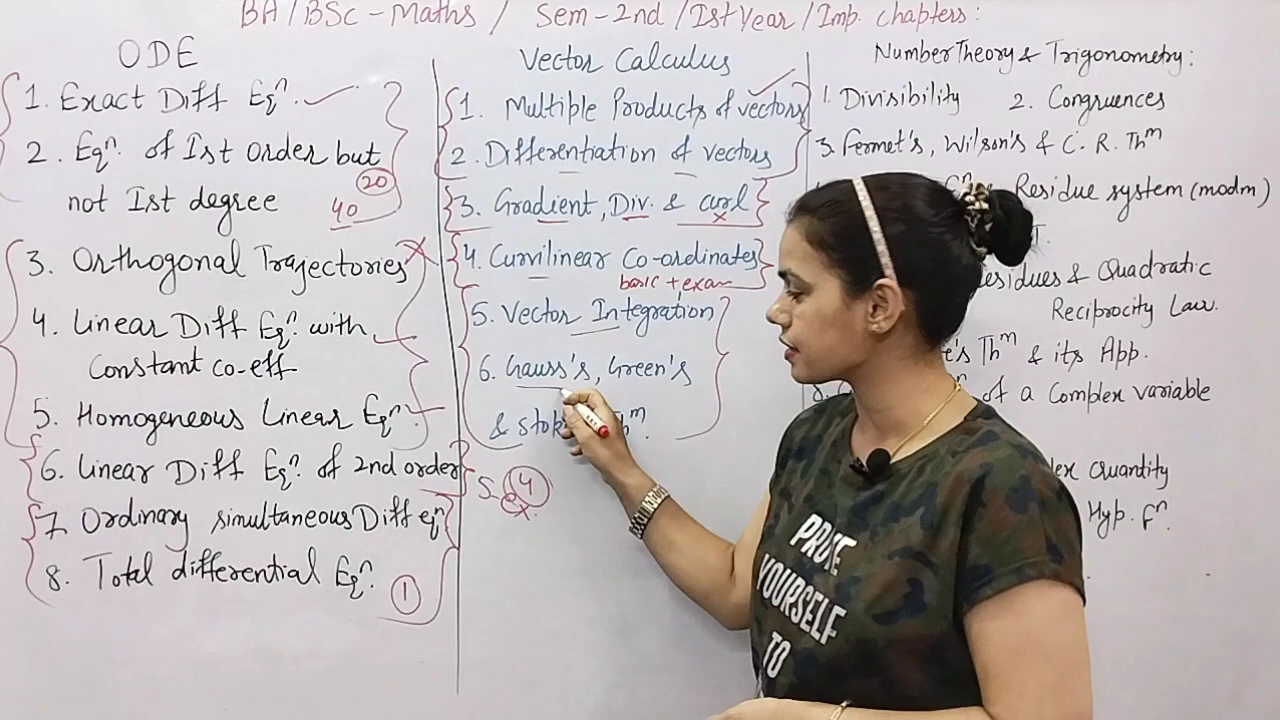 BA/BSc-Maths / Sem-2nd / Ist Year / Imp. chapters:
ODE
1. Exact Diff Eqⁿ.
2. Eqⁿ. of Ist order but
not Ist degree
20
40
3. Orthogonal Trajectories
4. Linear Diff Eqⁿ. with
Constant co-eff
5. Homogeneous Linear Eqⁿ.
6. Linear Diff Eqⁿ. of 2nd order
7. Ordinary simultaneous Diff eqⁿ
8. Total differential Eqⁿ.
1
Vector Calculus
1. Multiple Products of vectors
2. Differentiation of vectors
3. Gradient, Div. & curl
4. Curvilinear Co-ordinates
basic + exam
5. Vector Integration
6. Gauss's, Green's
&
5-
4
ex.
Number Theory & Trigonometry:
1. Divisibility 2. Congruences
3. Fermet's, Wilson's & C. R. Thᵐ
Residue system (modm)
& Quadratic
Reciprocity Law.
Thᵐ & its App.
8. of a Complex variable
Quantity
Hyp. Fⁿ.
PROVE
YOURSELF
TO